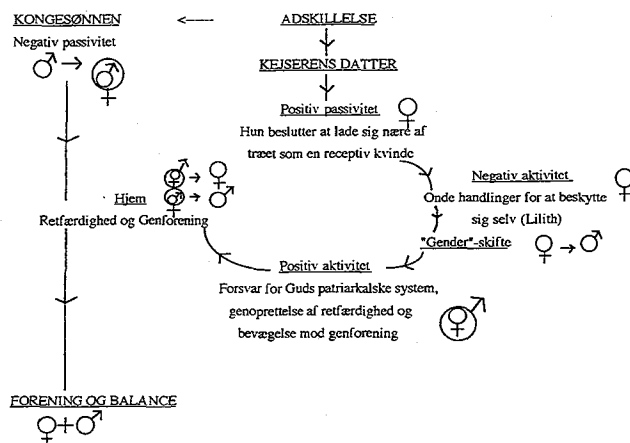 KONGESØNNEN
ADSKILLELSE
Negativ passivitet
KEJSERENS DATTER
Positiv passivitet
Hun beslutter at lade sig nære af
træet som en receptiv kvinde
Negativ aktivitet
Onde handlinger for at beskytte
sig selv (Lilith)
"Gender"-skifte
Hjem
Retfærdighed og Genforening
Positiv aktivitet
Forsvar for Guds patriarkalske system,
genoprettelse af retfærdighed og
bevægelse mod genforening
FORENING OG BALANCE